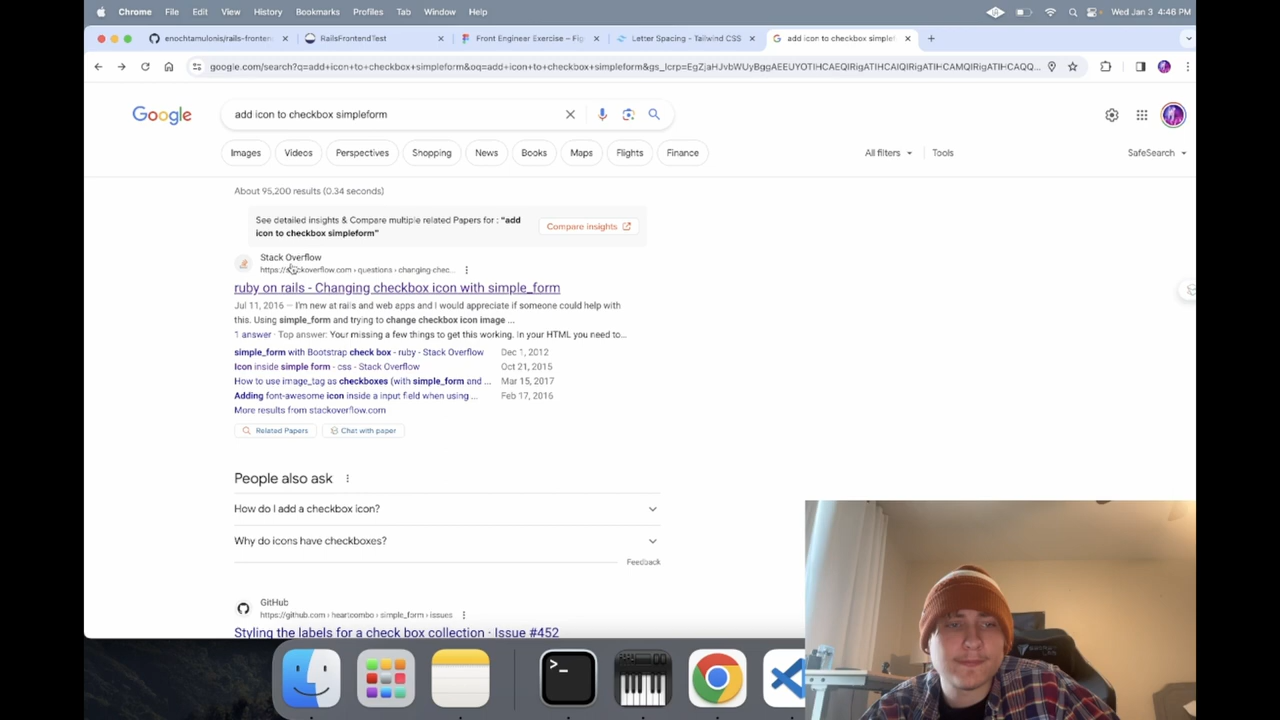 Chrome File Edit View History Bookmarks Profiles Tab Window Help Wed Jan 3 4:46 PM
enochtamulonis/rails-fronten RailsFrontendTest Front Engineer Exercise – Fig Letter Spacing - Tailwind CSS add icon to checkbox simplef
google.com/search?q=add+icon+to+checkbox+simpleform&oq=add+icon+to+checkbox+simpleform&gs_lcrp=EgZjaHJvbWUyBggAEEUYOTIHCAEQIRigATIHCAIQIRigATIHCAMQIRigATIHCAQQ...
Google
add icon to checkbox simpleform
Images Videos Perspectives Shopping News Books Maps Flights Finance All filters Tools SafeSearch
About 95,200 results (0.34 seconds)
See detailed insights & Compare multiple related Papers for : "add
icon to checkbox simpleform"
Compare insights
Stack Overflow
https://stackoverflow.com › questions › changing-chec...
ruby on rails - Changing checkbox icon with simple_form
Jul 11, 2016 — I'm new at rails and web apps and I would appreciate if someone could help with
this. Using simple_form and trying to change checkbox icon image ...
1 answer · Top answer: Your missing a few things to get this working. In your HTML you need to...
simple_form with Bootstrap check box - ruby - Stack Overflow Dec 1, 2012
Icon inside simple form - css - Stack Overflow Oct 21, 2015
How to use image_tag as checkboxes (with simple_form and ... Mar 15, 2017
Adding font-awesome icon inside a input field when using ... Feb 17, 2016
More results from stackoverflow.com
Related Papers Chat with paper
People also ask
How do I add a checkbox icon?
Why do icons have checkboxes?
Feedback
GitHub
https://github.com › heartcombo › simple_form › issues
Styling the labels for a check box collection · Issue #452